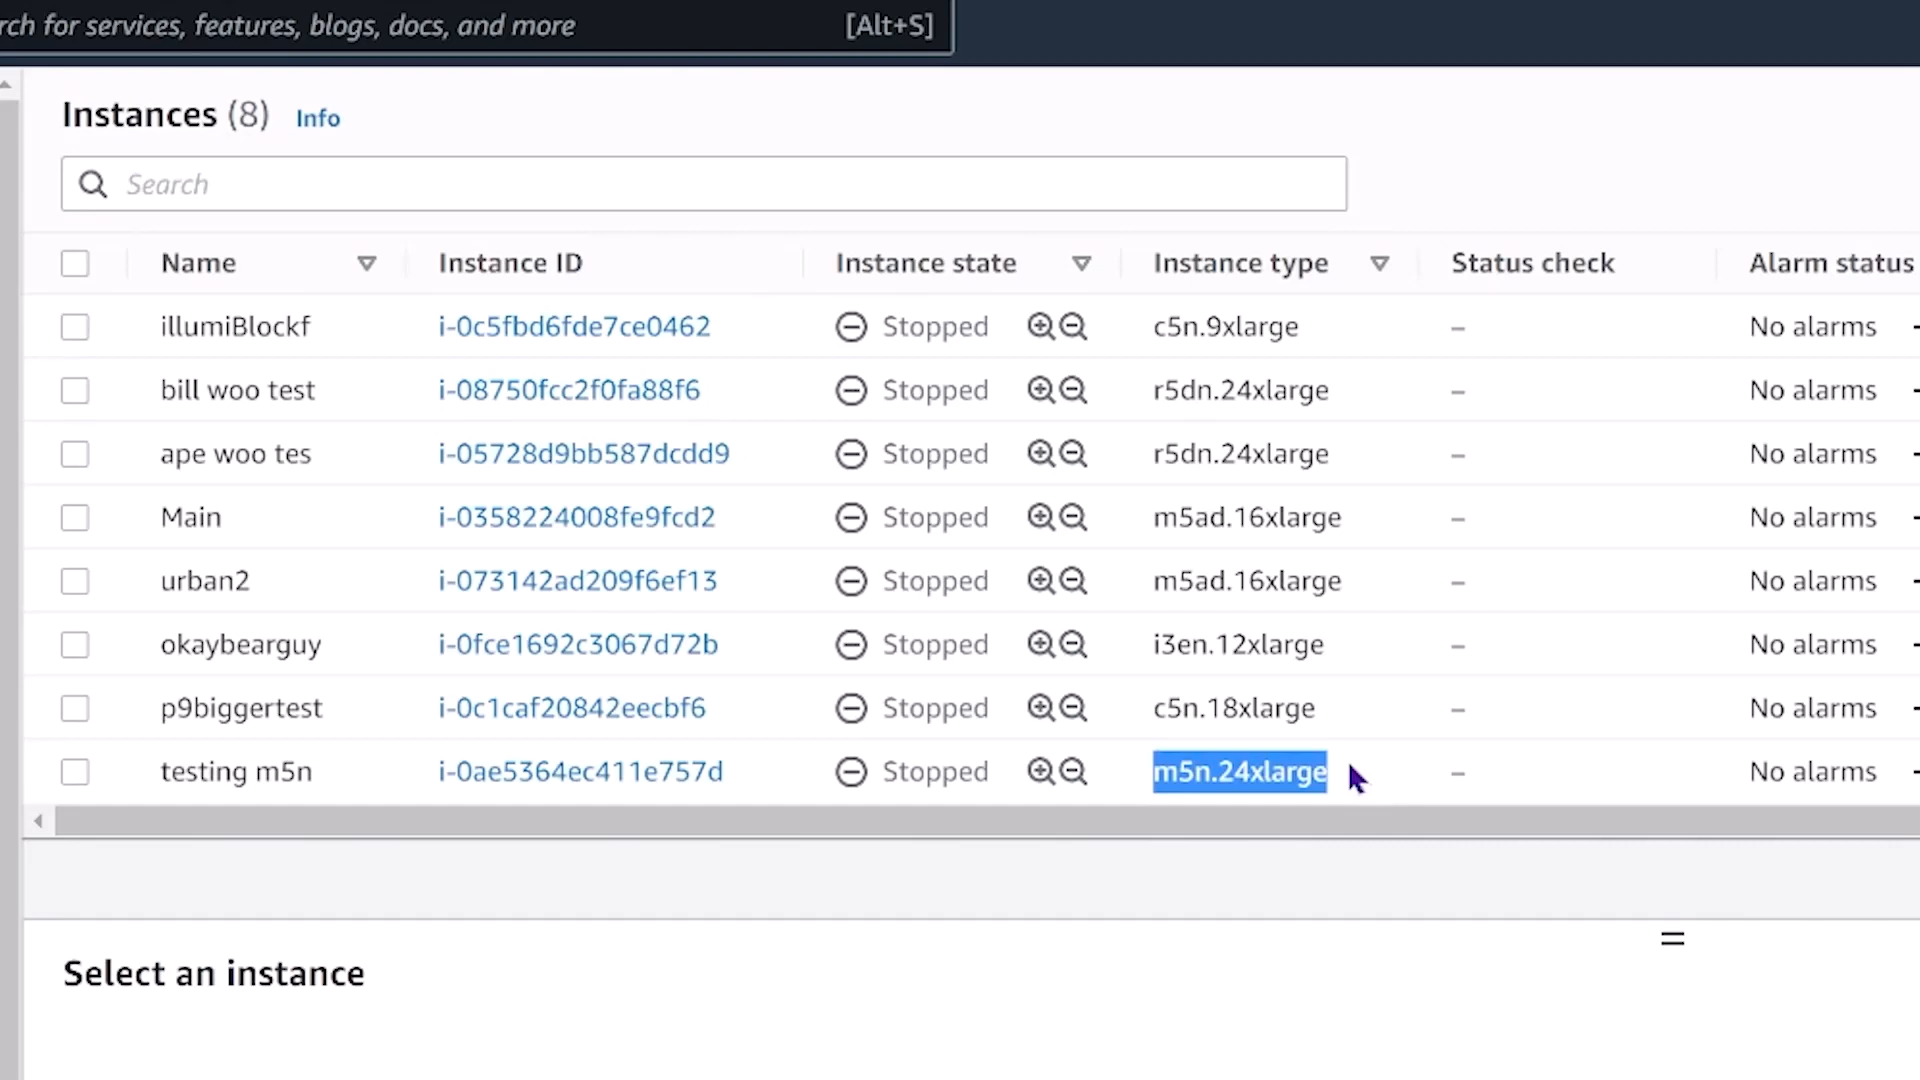 rch for services, features, blogs, docs, and more [Alt+S]
Instances (8) Info
Search
Name Instance ID Instance state Instance type Status check Alarm status
illumiBlockf i-0c5fbd6fde7ce0462 Stopped c5n.9xlarge – No alarms
bill woo test i-08750fcc2f0fa88f6 Stopped r5dn.24xlarge – No alarms
ape woo tes i-05728d9bb587dcdd9 Stopped r5dn.24xlarge – No alarms
Main i-0358224008fe9fcd2 Stopped m5ad.16xlarge – No alarms
urban2 i-073142ad209f6ef13 Stopped m5ad.16xlarge – No alarms
okaybearguy i-0fce1692c3067d72b Stopped i3en.12xlarge – No alarms
p9biggertest i-0c1caf20842eecbf6 Stopped c5n.18xlarge – No alarms
testing m5n i-0ae5364ec411e757d Stopped m5n.24xlarge – No alarms
Select an instance